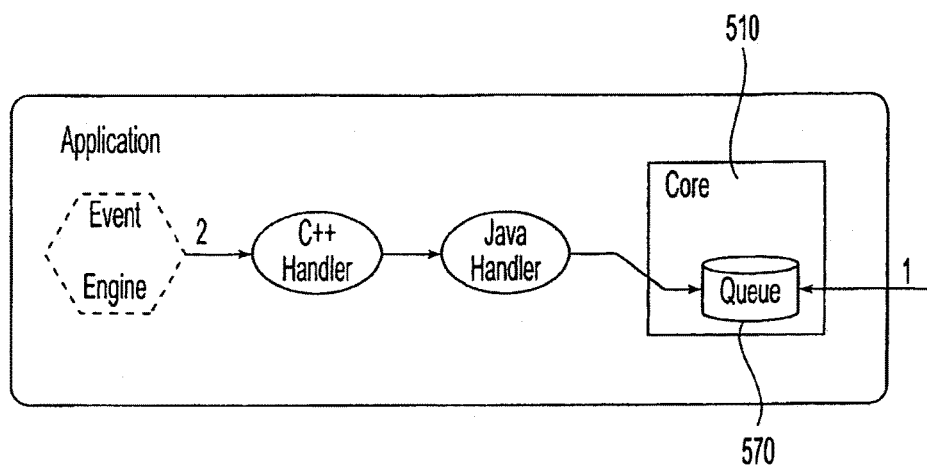 510
Application
Event
Engine
2
C++
Handler
Java
Handler
Core
Queue
1
570